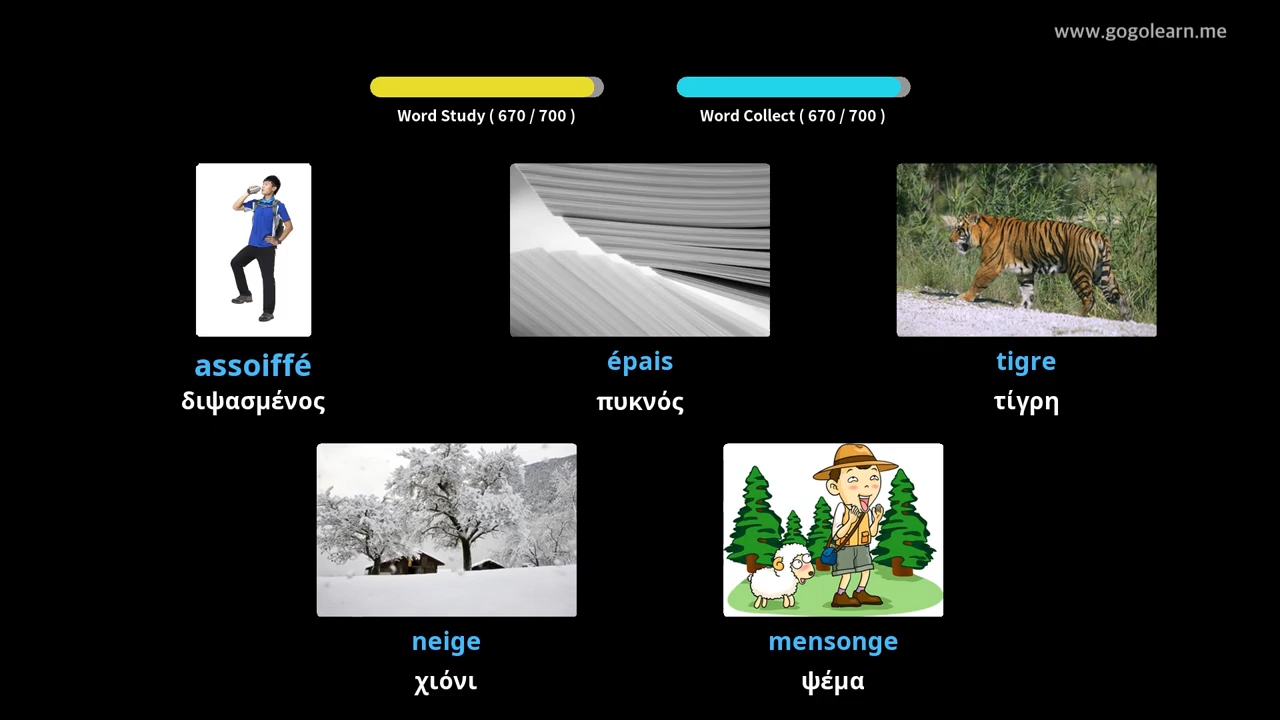 www.gogolearn.me
Word Study ( 670 / 700 )
Word Collect ( 670 / 700 )
assoiffé
διψασμένος
épais
πυκνός
tigre
τίγρη
neige
χιόνι
mensonge
ψέμα